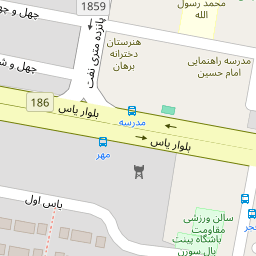 1859
محمد رسول
الله
چهل و
پانزده متری نفت
هنرستان
دخترانه
برهان
مدرسه راهنمایی
امام حسین
چهل و ش
186
بلوار یاس
مدرسه
بلوار یاس
مهر
یاس اول
سالن ورزشی
مقاومت
باشگاه پینت
بال سوزن